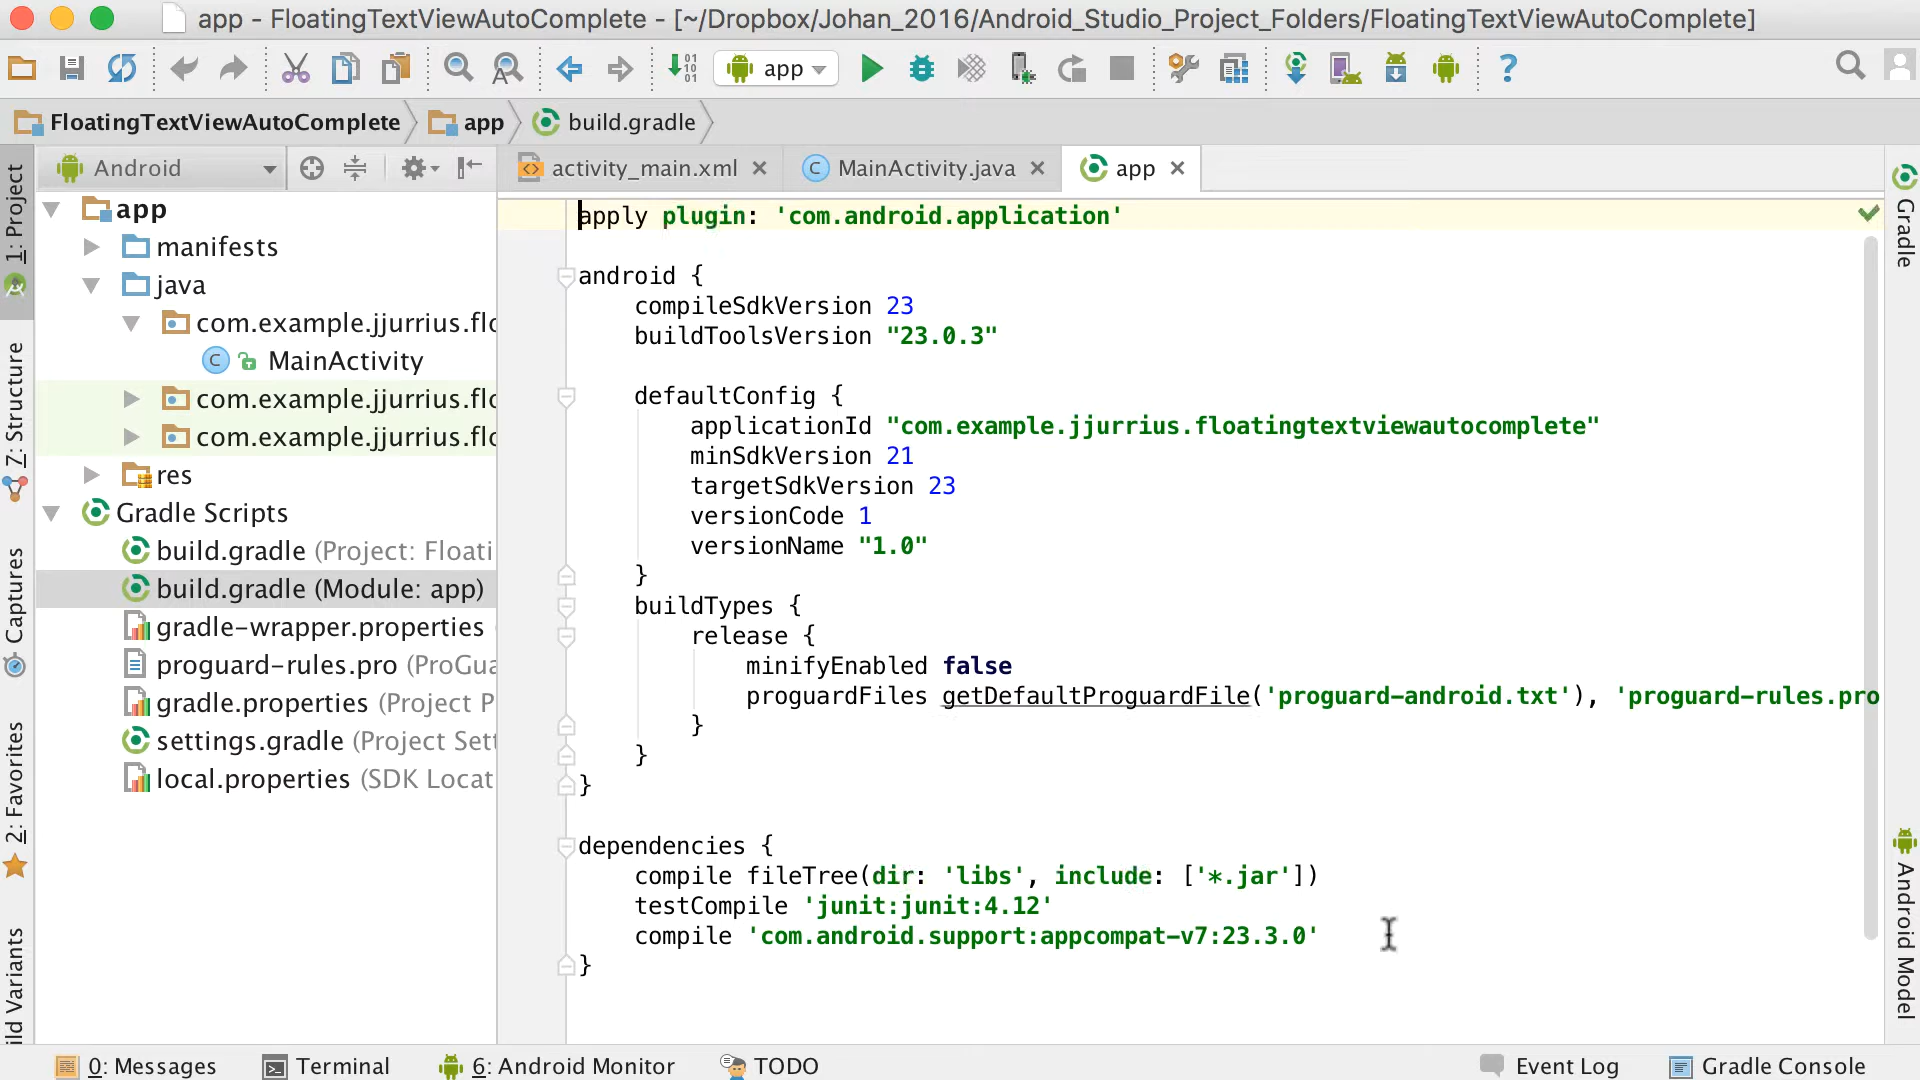 app - FloatingTextViewAutoComplete - [~/Dropbox/Johan_2016/Android_Studio_Project_Folders/FloatingTextViewAutoComplete]
app
FloatingTextViewAutoComplete
app
build.gradle
Android
activity_main.xml
MainActivity.java
app
1: Project
Z: Structure
Captures
2: Favorites
ild Variants
app
manifests
java
com.example.jjurrius.flo
MainActivity
com.example.jjurrius.flo
com.example.jjurrius.flo
res
Gradle Scripts
build.gradle (Project: Floati
build.gradle (Module: app)
gradle-wrapper.properties
proguard-rules.pro (ProGua
gradle.properties (Project P
settings.gradle (Project Sett
local.properties (SDK Locat
apply plugin: 'com.android.application'
android {
compileSdkVersion 23
buildToolsVersion "23.0.3"
defaultConfig {
applicationId "com.example.jjurrius.floatingtextviewautocomplete"
minSdkVersion 21
targetSdkVersion 23
versionCode 1
versionName "1.0"
}
buildTypes {
release {
minifyEnabled false
proguardFiles getDefaultProguardFile('proguard-android.txt'), 'proguard-rules.pro
}
}
}
dependencies {
compile fileTree(dir: 'libs', include: ['*.jar'])
testCompile 'junit:junit:4.12'
compile 'com.android.support:appcompat-v7:23.3.0'
}
Gradle
Android Model
0: Messages
Terminal
6: Android Monitor
TODO
Event Log
Gradle Console